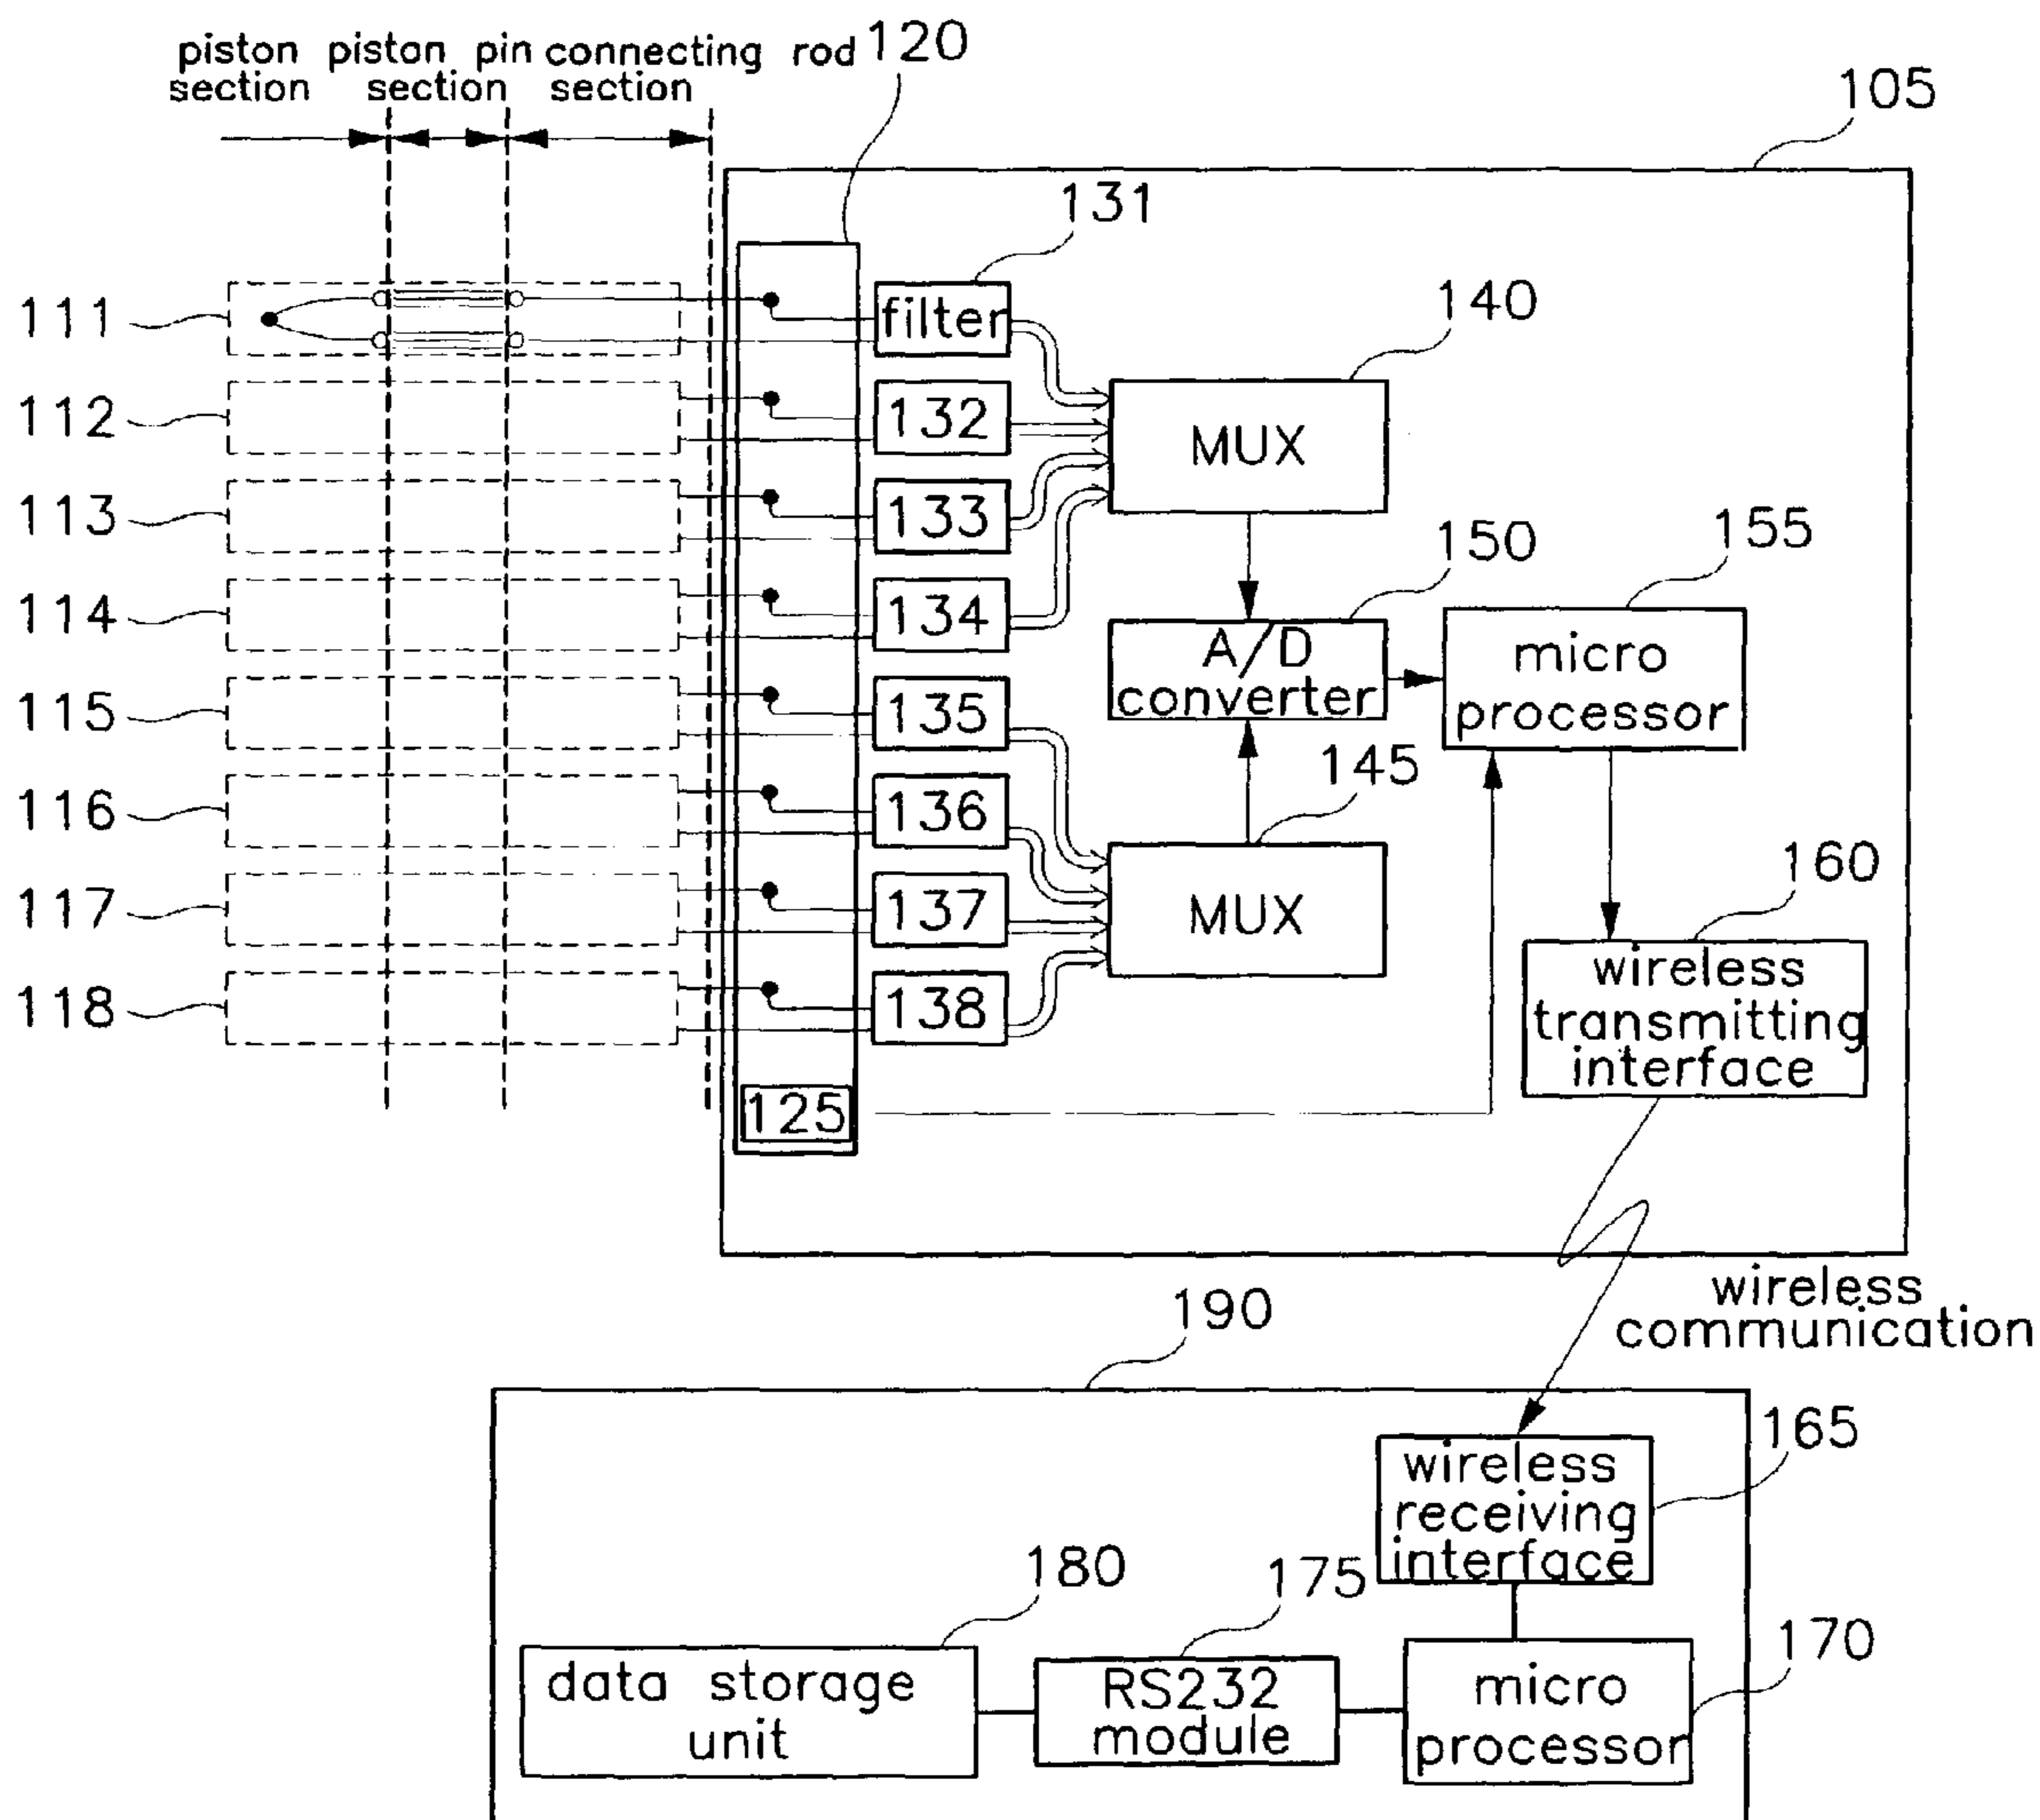 piston piston pin connecting rod 120
section section section
105
131
111
filter
140
112
132
MUX
113
133
150
155
114
134
A/D
converter
micro
processor
115
135
145
116
136
160
117
137
MUX
wireless
transmitting
interface
118
138
125
wireless
communication
190
165
wireless
receiving
interface
180
175
170
data storage
unit
RS232
module
micro
processor